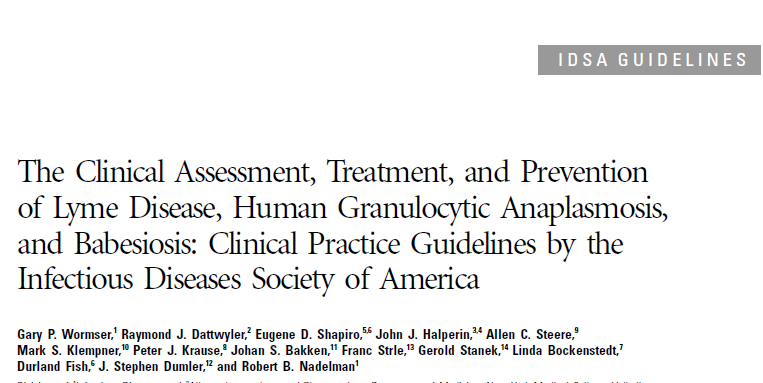 IDSA GUIDELINES
The Clinical Assessment, Treatment, and Prevention
of Lyme Disease, Human Granulocytic Anaplasmosis,
and Babesiosis: Clinical Practice Guidelines by the
Infectious Diseases Society of America
Gary P. Wormser,1 Raymond J. Dattwyler,2 Eugene D. Shapiro,5,6 John J. Halperin,3,4 Allen C. Steere,9
Mark S. Klempner,10 Peter J. Krause,8 Johan S. Bakken,11 Franc Strle,13 Gerold Stanek,14 Linda Bockenstedt,7
Durland Fish,6 J. Stephen Dumler,12 and Robert B. Nadelman1